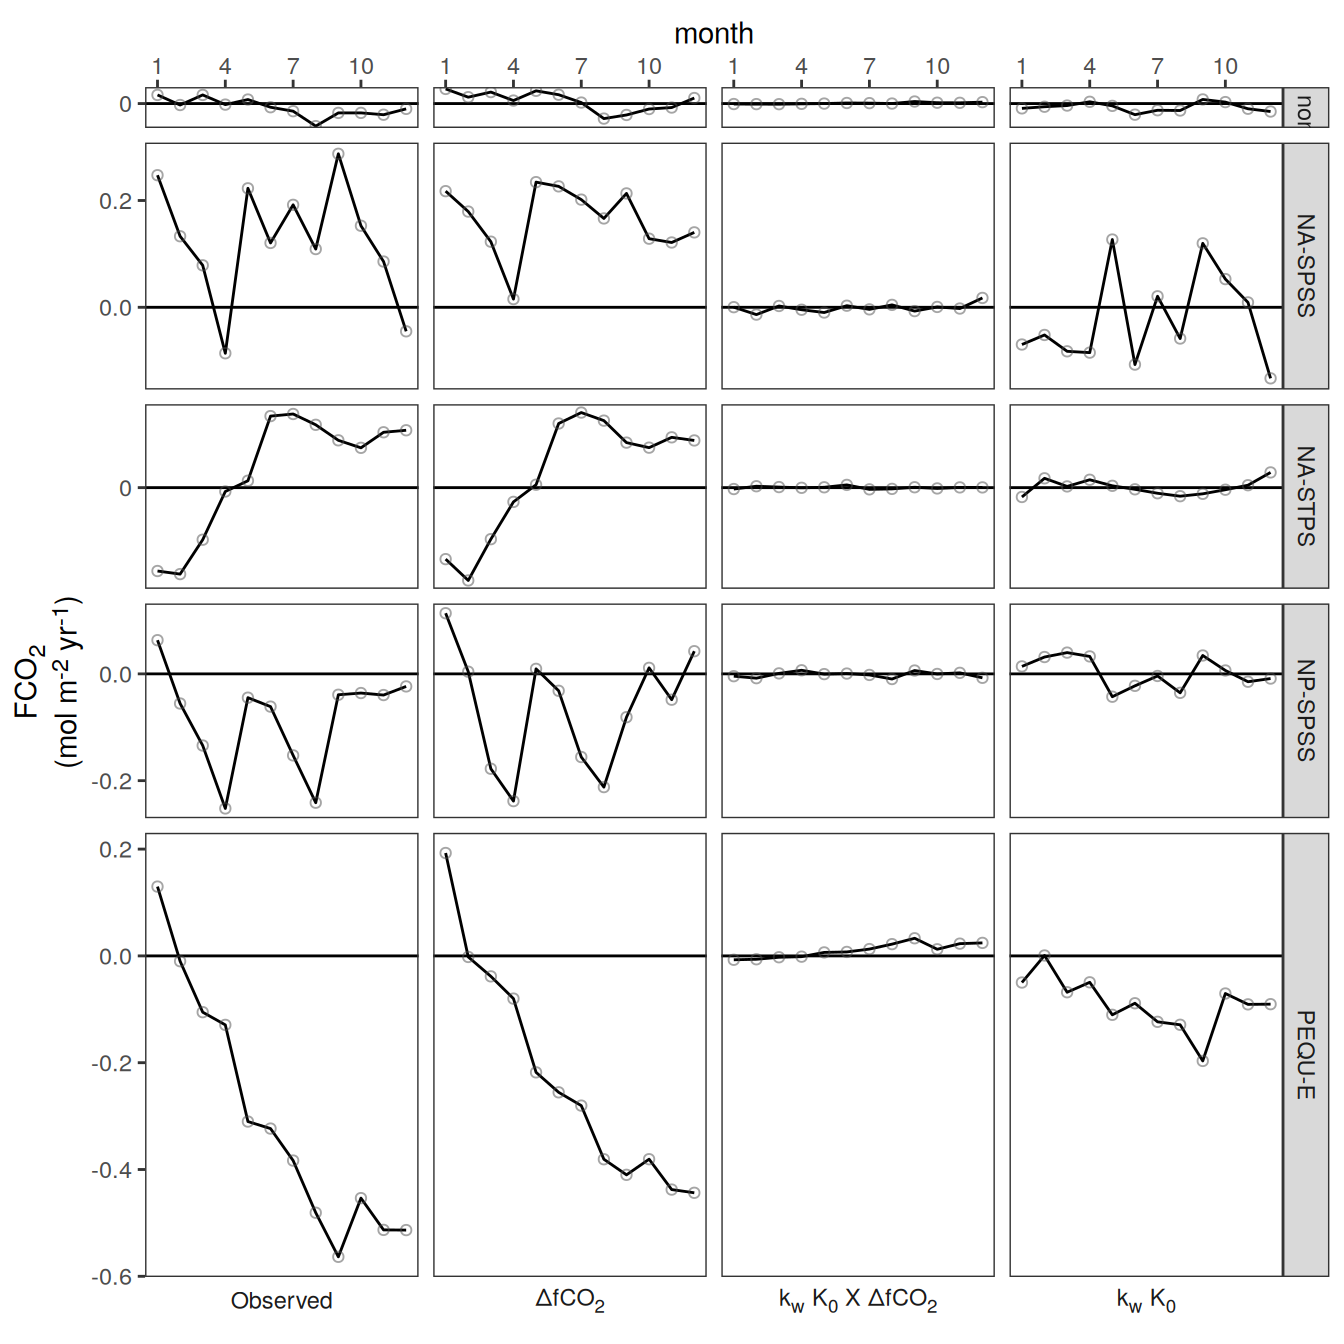 month
1 4 7 10 1 4 7 10 1 4 7 10 1 4 7 10
0
nor
0.2
0.0
NA-SPSS
0
NA-STPS
0.0
-0.2
NP-SPSS
0.2
0.0
-0.2
-0.4
-0.6
PEQU-E
FCO₂
(mol m⁻² yr⁻¹)
Observed ΔfCO₂ k_w K₀ X ΔfCO₂ k_w K₀